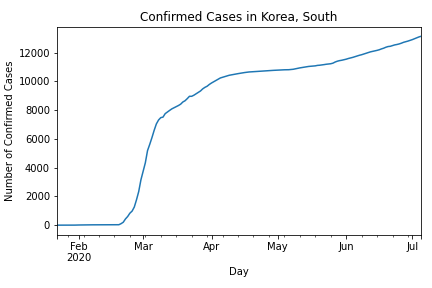 Confirmed Cases in Korea, South
Number of Confirmed Cases
12000
10000
8000
6000
4000
2000
0
Feb Mar Apr May Jun Jul
2020
Day